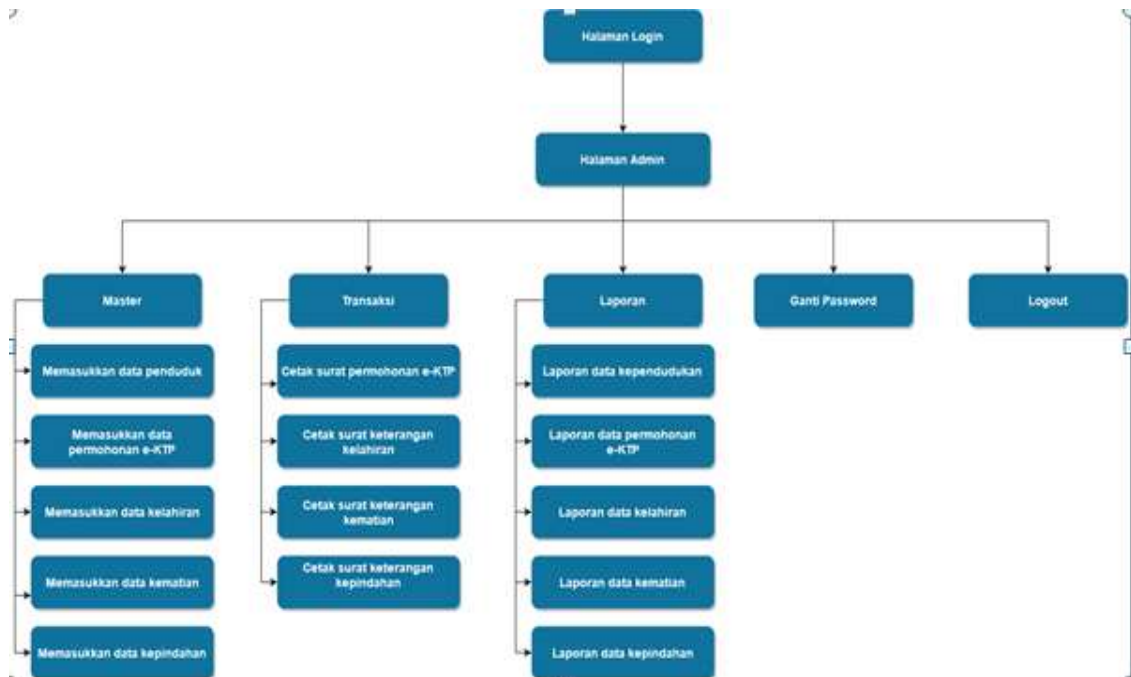 Halaman Login
Halaman Admin
Master
Transaksi
Laporan
Ganti Password
Logout
Memasukkan data penduduk
Memasukkan data
permohonan e-KTP
Memasukkan data kelahiran
Memasukkan data kematian
Memasukkan data kepindahan
Cetak surat permohonan e-KTP
Cetak surat keterangan
kelahiran
Cetak surat keterangan
kematian
Cetak surat keterangan
kepindahan
Laporan data kependudukan
Laporan data permohonan
e-KTP
Laporan data kelahiran
Laporan data kematian
Laporan data kepindahan